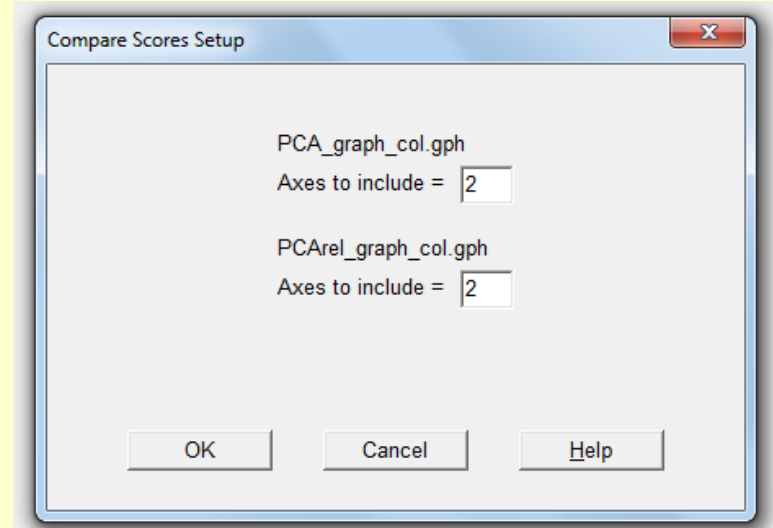 Compare Scores Setup
PCA_graph_col.gph
Axes to include = 2
PCArel_graph_col.gph
Axes to include = 2
OK Cancel Help